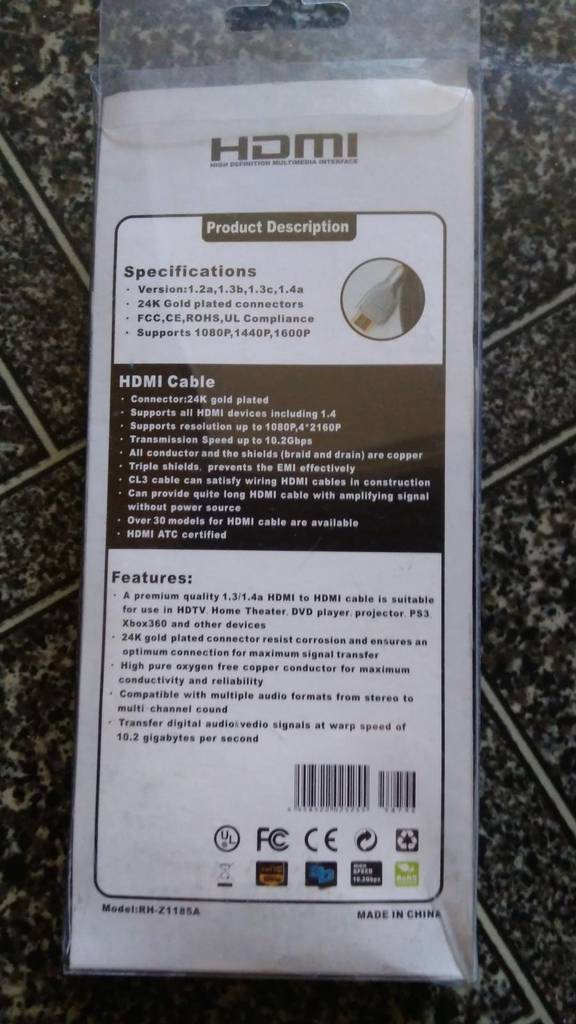 HDMI
HIGH DEFINITION MULTIMEDIA INTERFACE
Product Description
Specifications
· Version:1.2a,1.3b,1.3c,1.4a
· 24K Gold plated connectors
· FCC,CE,ROHS,UL Compliance
· Supports 1080P,1440P,1600P
HDMI Cable
· Connector:24K gold plated
· Supports all HDMI devices including 1.4
· Supports resolution up to 1080P,4*2160P
· Transmission Speed up to 10.2Gbps
· All conductor and the shields (braid and drain) are copper
· Triple shields, prevents the EMI effectively
· CL3 cable can satisfy wiring HDMI cables in construction
· Can provide quite long HDMI cable with amplifying signal
without power source
· Over 30 models for HDMI cable are available
· HDMI ATC certified
Features:
· A premium quality 1.3/1.4a HDMI to HDMI cable is suitable
for use in HDTV, Home Theater, DVD player, projector, PS3,
Xbox360 and other devices
· 24K gold plated connector resist corrosion and ensures an
optimum connection for maximum signal transfer
· High pure oxygen free copper conductor for maximum
conductivity and reliability
· Compatible with multiple audio formats from stereo to
multi-channel cound
· Transfer digital audio&vedio signals at warp speed of
10.2 gigabytes per second
UL FC CE
HIGH
SPEED
10.2Gbps
RoHS
Model:RH-Z1185A
MADE IN CHINA